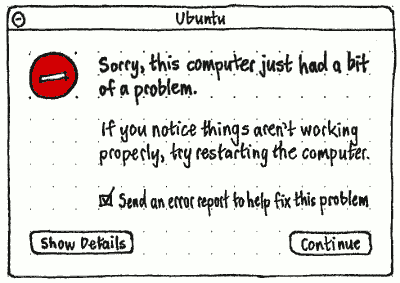 Ubuntu
Sorry, this computer just had a bit
of a problem.
If you notice things aren't working
properly, try restarting the computer.
Send an error report to help fix this problem
Show Details
Continue